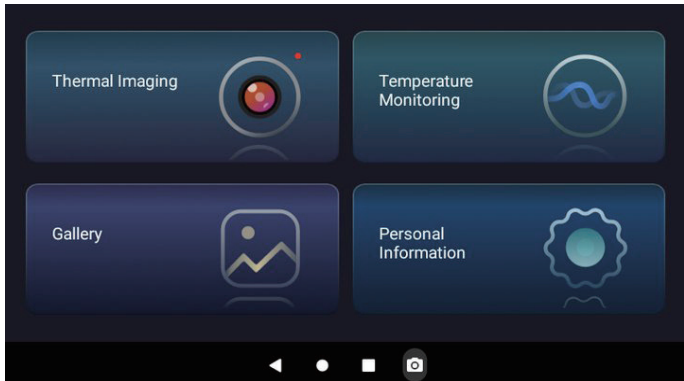 Thermal Imaging
Temperature
Monitoring
Gallery
Personal
Information